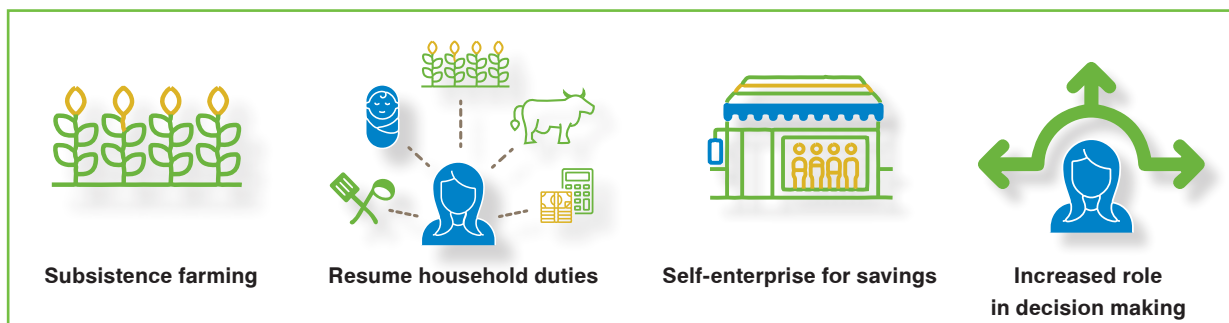 Subsistence farming
Resume household duties
Self-enterprise for savings
Increased role
in decision making